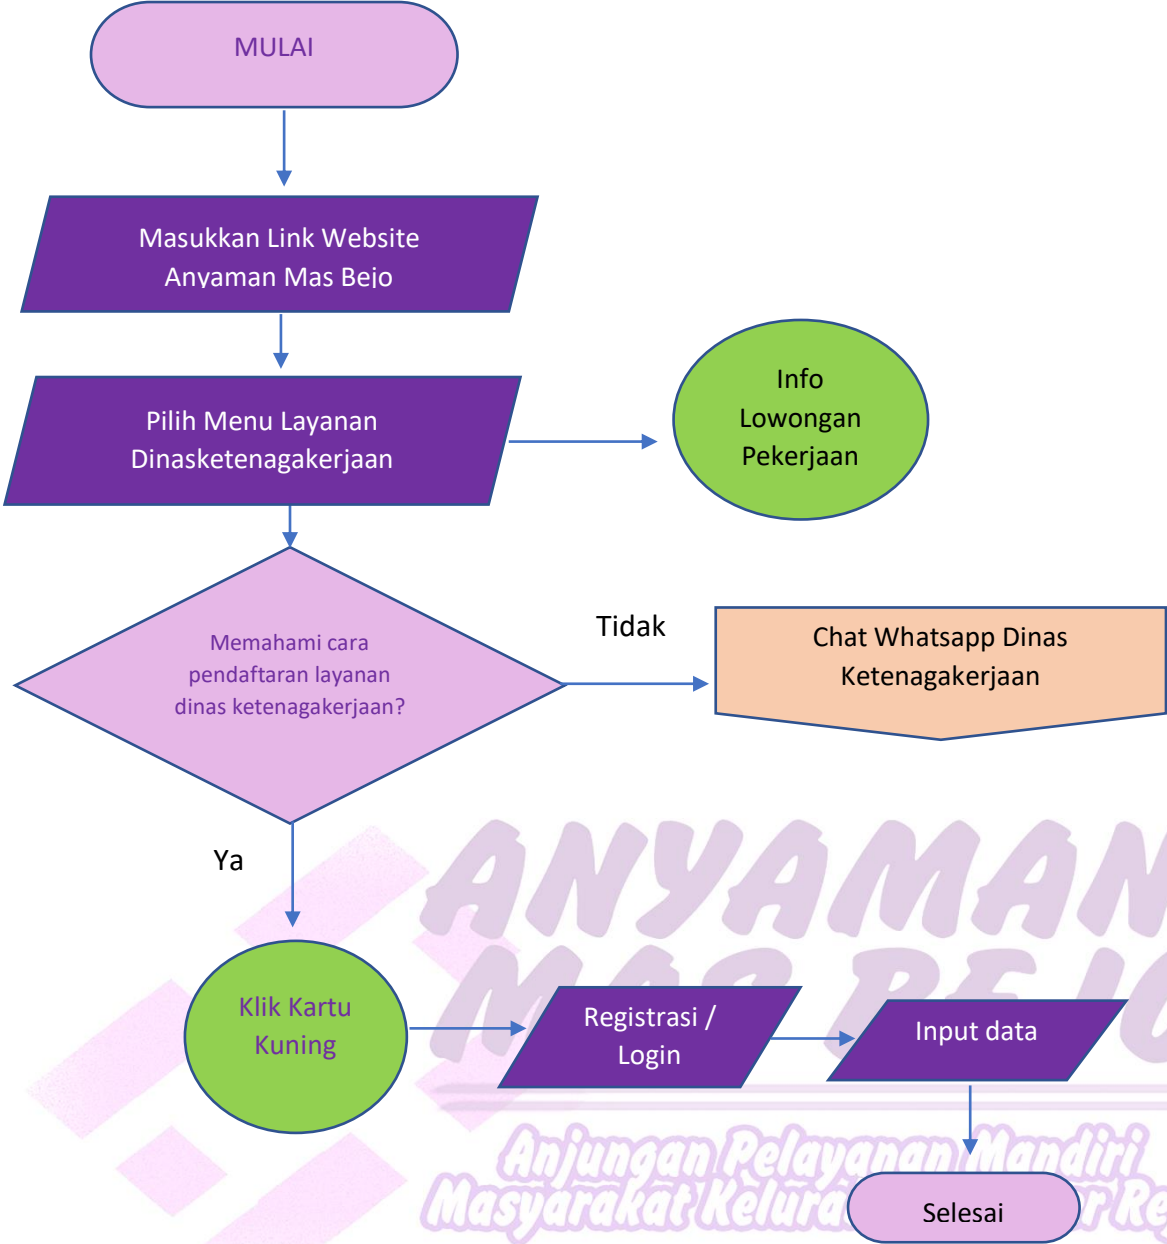 MULAI
Masukkan Link Website
Anyaman Mas Bejo
Pilih Menu Layanan
Dinasketenagakerjaan
Info
Lowongan
Pekerjaan
Memahami cara
pendaftaran layanan
dinas ketenagakerjaan?
Tidak
Chat Whatsapp Dinas
Ketenagakerjaan
Ya
ANYAMAN
MAS BEJO
Klik Kartu
Kuning
Registrasi /
Login
Input data
Anjungan Pelayanan Mandiri
Masyarakat
Selesai